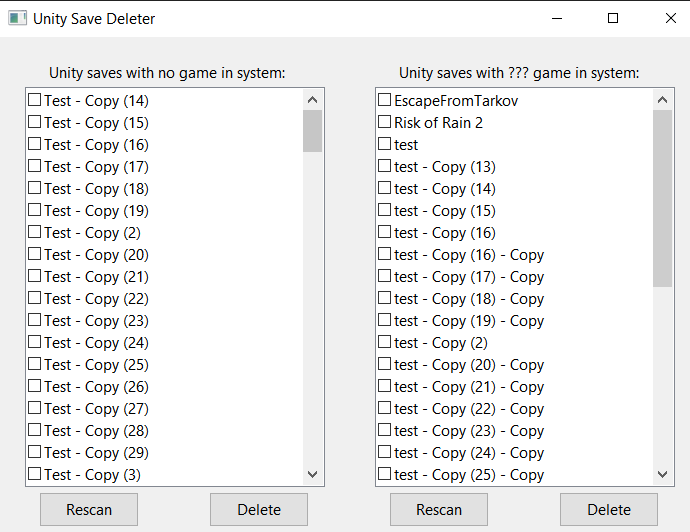 Unity Save Deleter
Unity saves with no game in system:
Test - Copy (14)
Test - Copy (15)
Test - Copy (16)
Test - Copy (17)
Test - Copy (18)
Test - Copy (19)
Test - Copy (2)
Test - Copy (20)
Test - Copy (21)
Test - Copy (22)
Test - Copy (23)
Test - Copy (24)
Test - Copy (25)
Test - Copy (26)
Test - Copy (27)
Test - Copy (28)
Test - Copy (29)
Test - Copy (3)
Rescan
Delete
Unity saves with ??? game in system:
EscapeFromTarkov
Risk of Rain 2
test
test - Copy (13)
test - Copy (14)
test - Copy (15)
test - Copy (16)
test - Copy (16) - Copy
test - Copy (17) - Copy
test - Copy (18) - Copy
test - Copy (19) - Copy
test - Copy (2)
test - Copy (20) - Copy
test - Copy (21) - Copy
test - Copy (22) - Copy
test - Copy (23) - Copy
test - Copy (24) - Copy
test - Copy (25) - Copy
Rescan
Delete